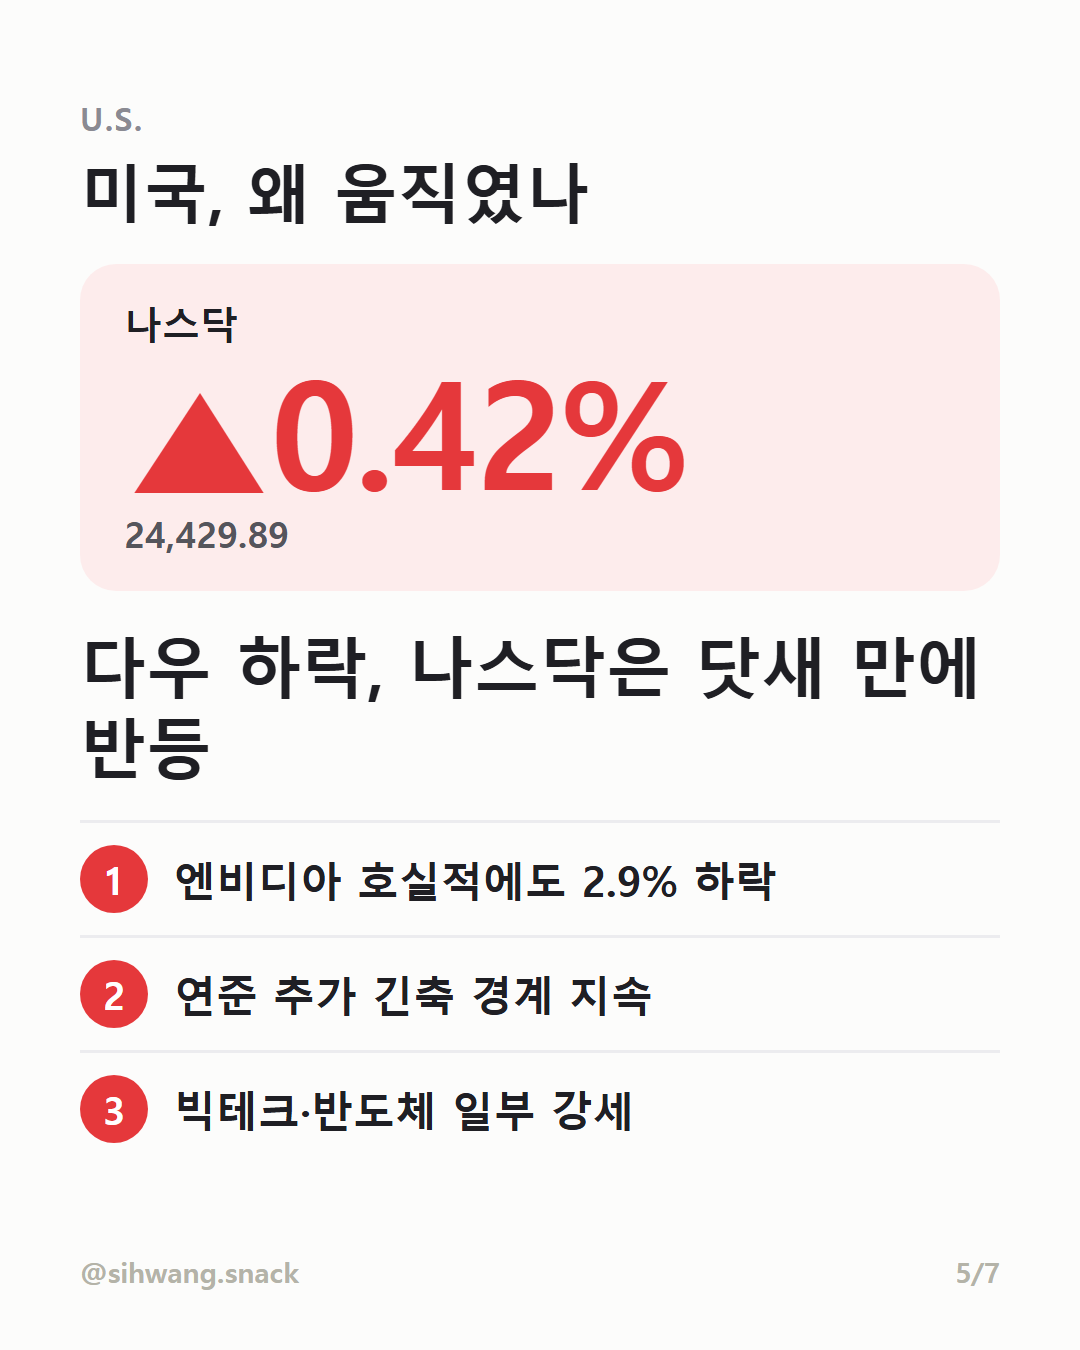 U.S.
미국, 왜 움직였나
나스닥
▲0.42%
24,429.89
다우 하락, 나스닥은 닷새 만에
반등
1 엔비디아 호실적에도 2.9% 하락
2 연준 추가 긴축 경계 지속
3 빅테크·반도체 일부 강세
@sihwang.snack
5/7